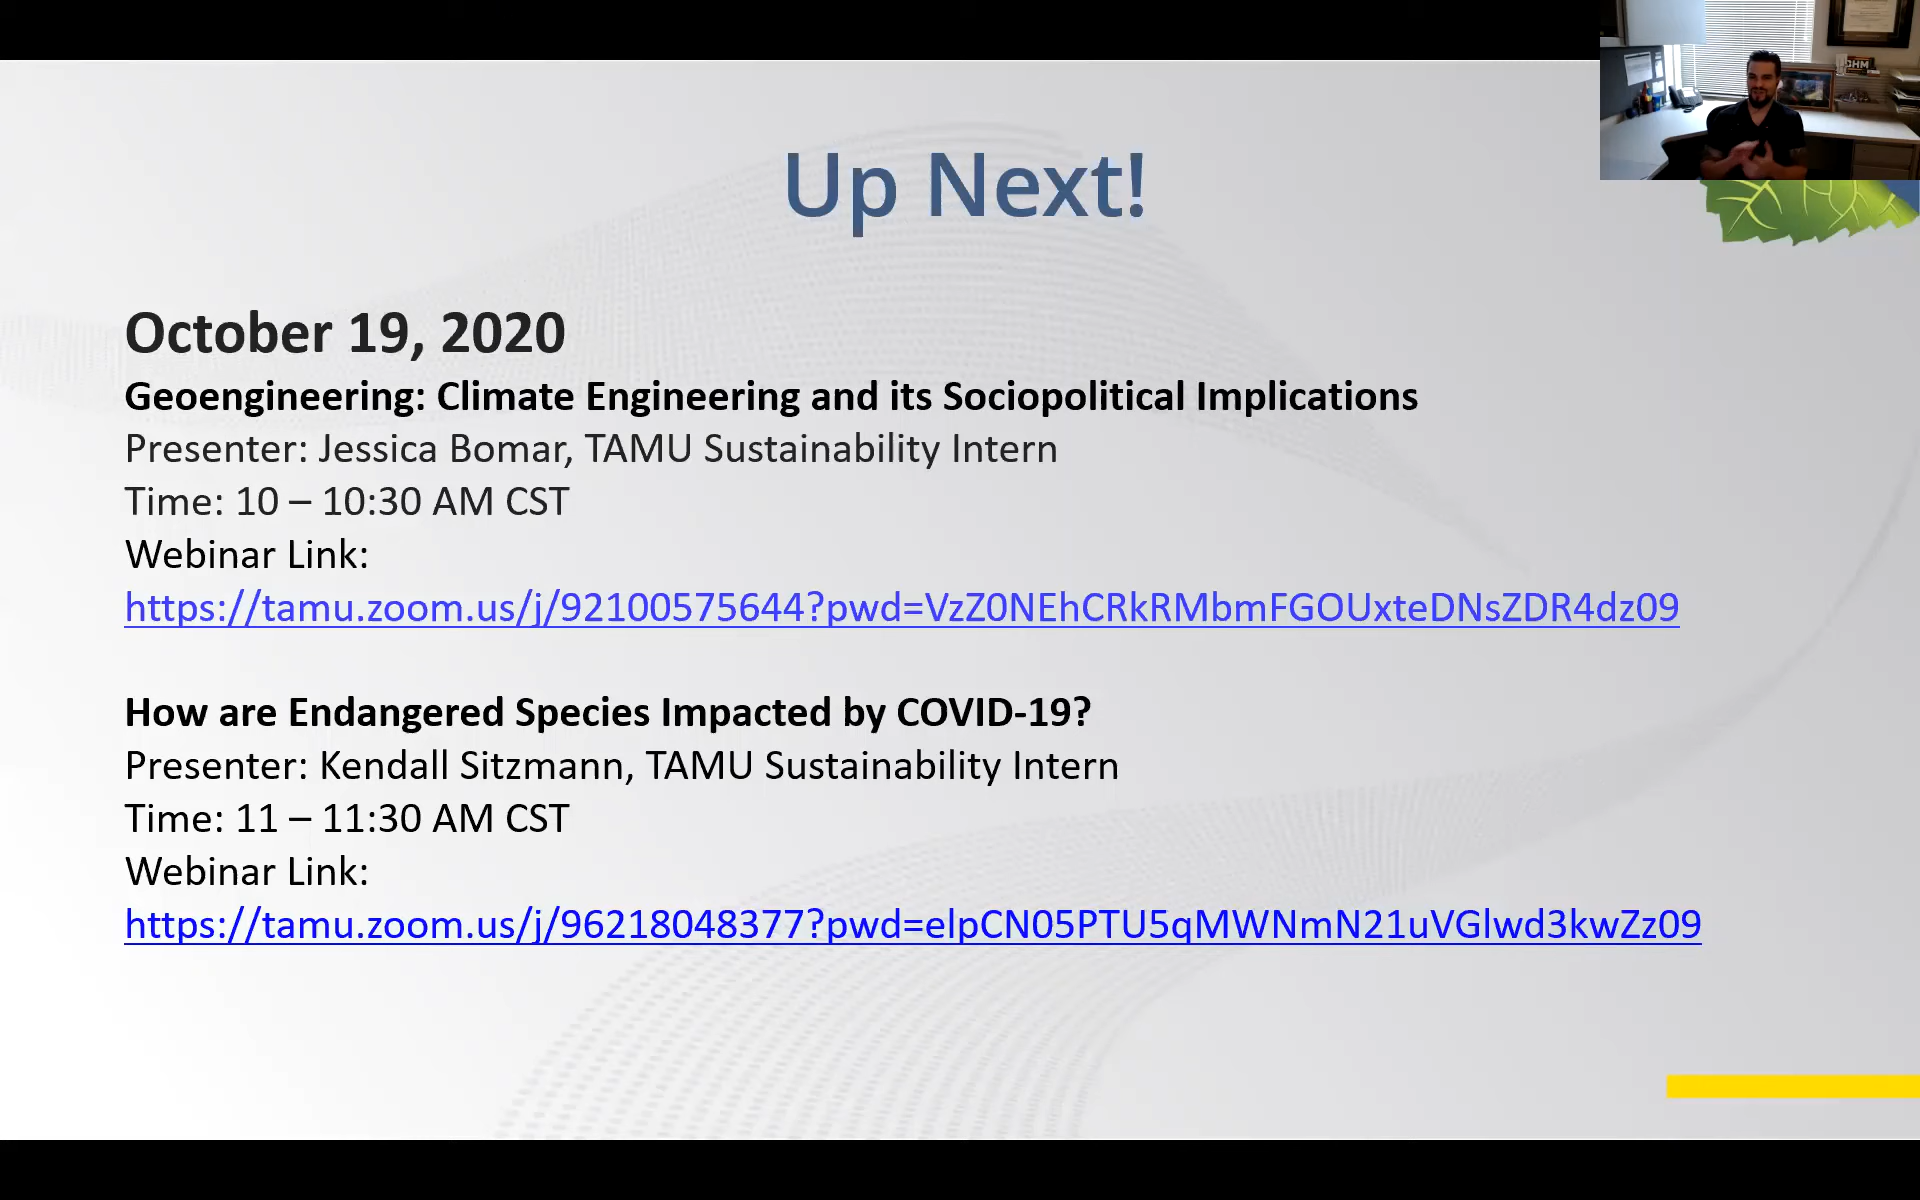 Up Next!
October 19, 2020
Geoengineering: Climate Engineering and its Sociopolitical Implications
Presenter: Jessica Bomar, TAMU Sustainability Intern
Time: 10 – 10:30 AM CST
Webinar Link:
https://tamu.zoom.us/j/92100575644?pwd=VzZ0NEhCRkRMbmFGOUxteDNsZDR4dz09
How are Endangered Species Impacted by COVID-19?
Presenter: Kendall Sitzmann, TAMU Sustainability Intern
Time: 11 – 11:30 AM CST
Webinar Link:
https://tamu.zoom.us/j/96218048377?pwd=elpCN05PTU5qMWNmN21uVGlwd3kwZz09